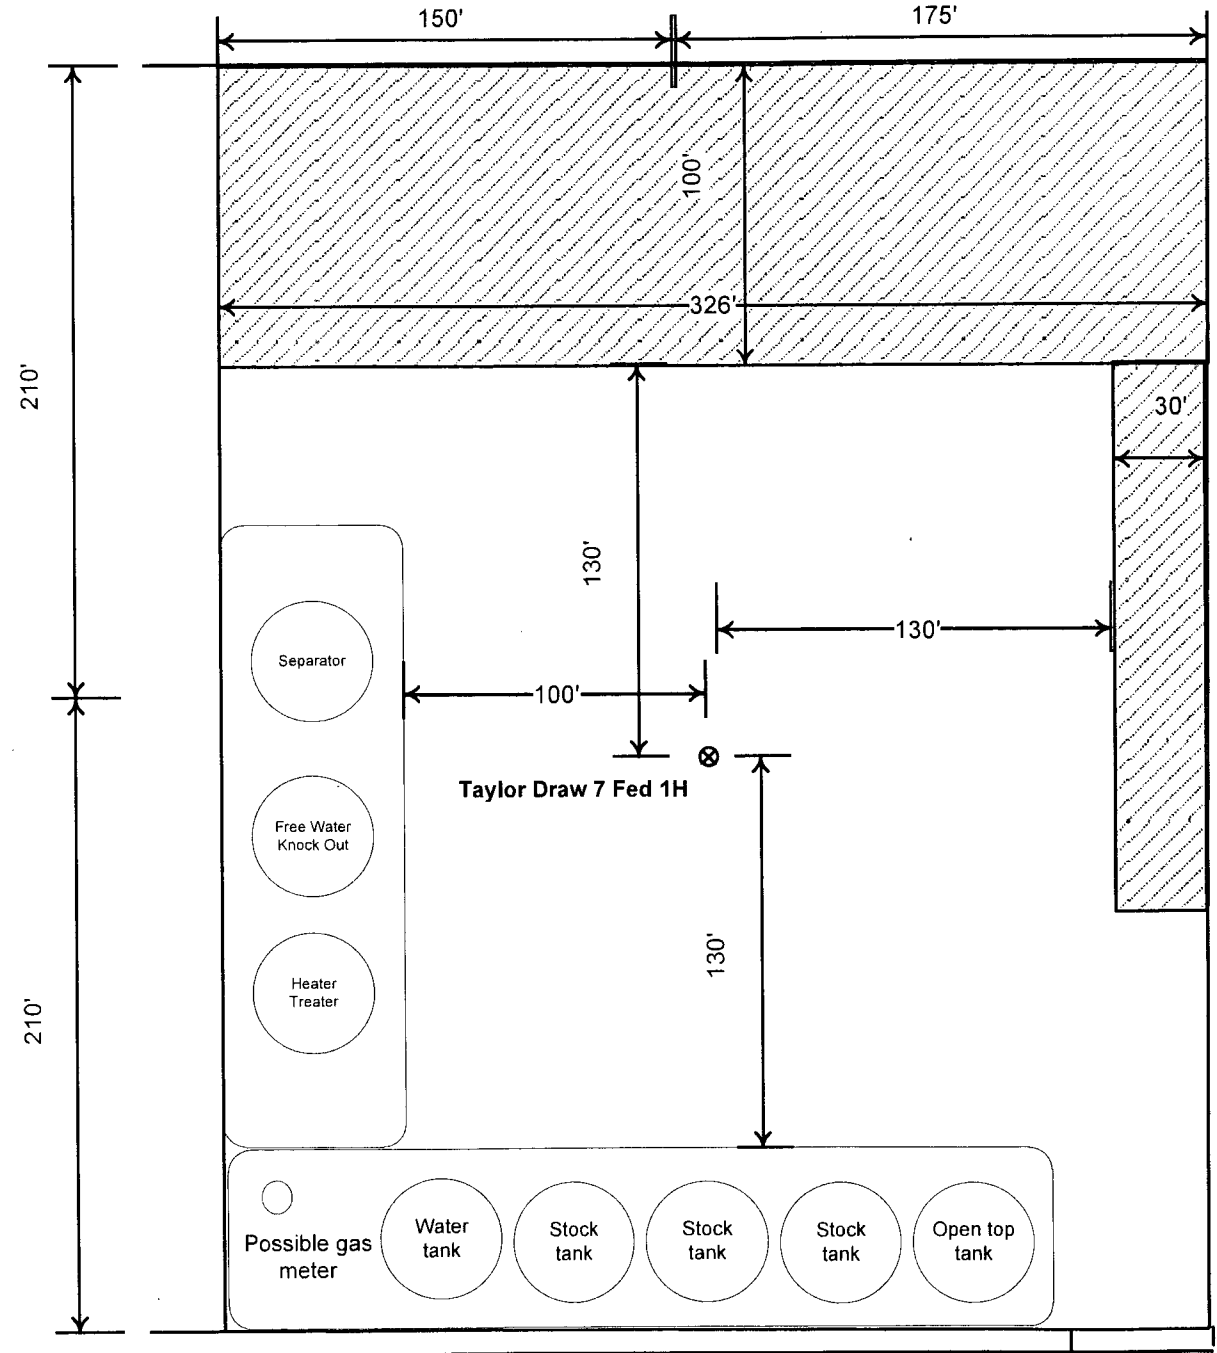 150'
175'
100'
326'
210'
30'
130'
130'
Separator
100'
Taylor Draw 7 Fed 1H
Free Water
Knock Out
130'
Heater
Treater
210'
Possible gas
meter
Water
tank
Stock
tank
Stock
tank
Stock
tank
Open top
tank